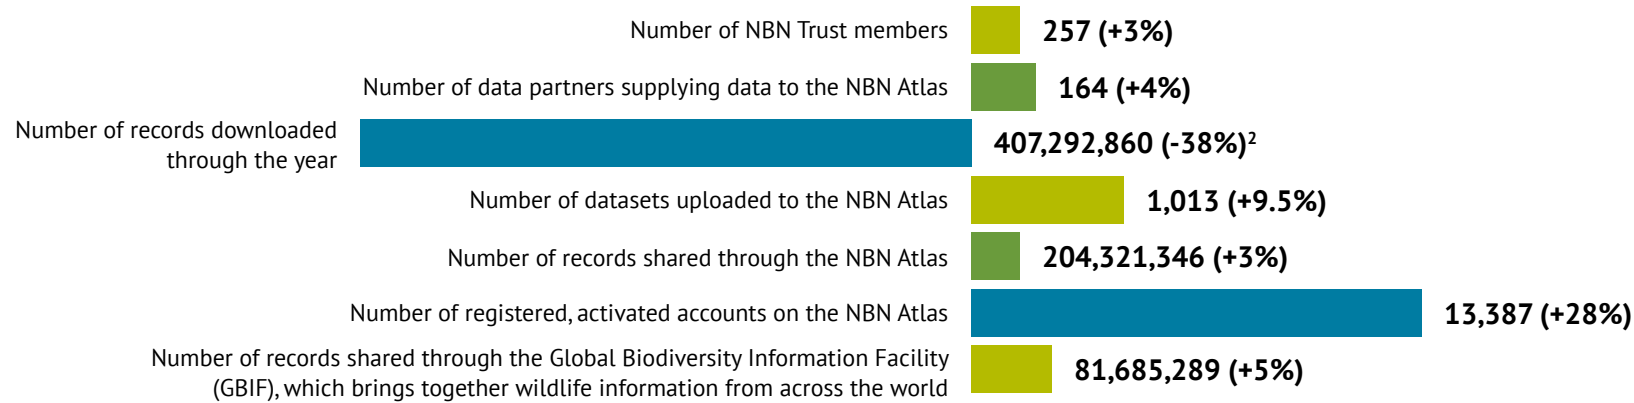 Number of NBN Trust members
257 (+3%)
Number of data partners supplying data to the NBN Atlas
164 (+4%)
Number of records downloaded
through the year
407,292,860 (-38%)²
Number of datasets uploaded to the NBN Atlas
1,013 (+9.5%)
Number of records shared through the NBN Atlas
204,321,346 (+3%)
Number of registered, activated accounts on the NBN Atlas
13,387 (+28%)
Number of records shared through the Global Biodiversity Information Facility
(GBIF), which brings together wildlife information from across the world
81,685,289 (+5%)